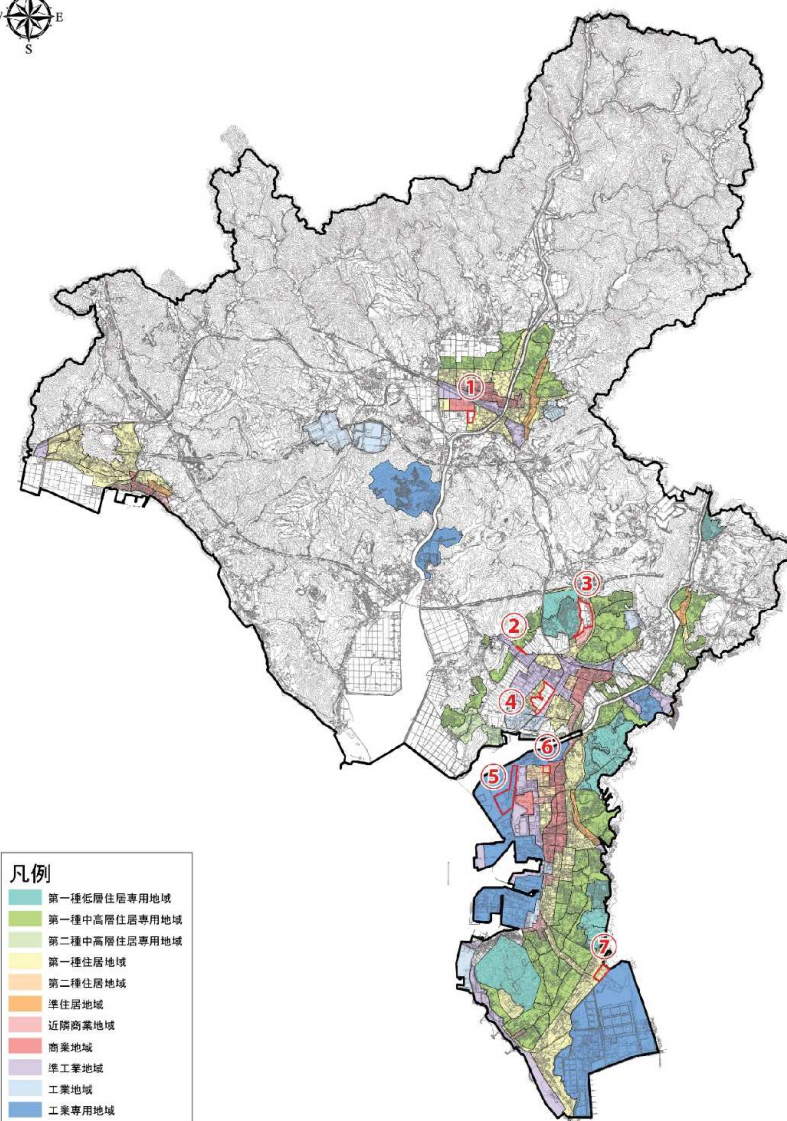 E
S
①
③
②
④
⑥
⑤
⑦
凡例
第一種低層住居専用地域
第一種中高層住居専用地域
第二種中高層住居専用地域
第一種住居地域
第二種住居地域
準住居地域
近隣商業地域
商業地域
準工業地域
工業地域
工業専用地域